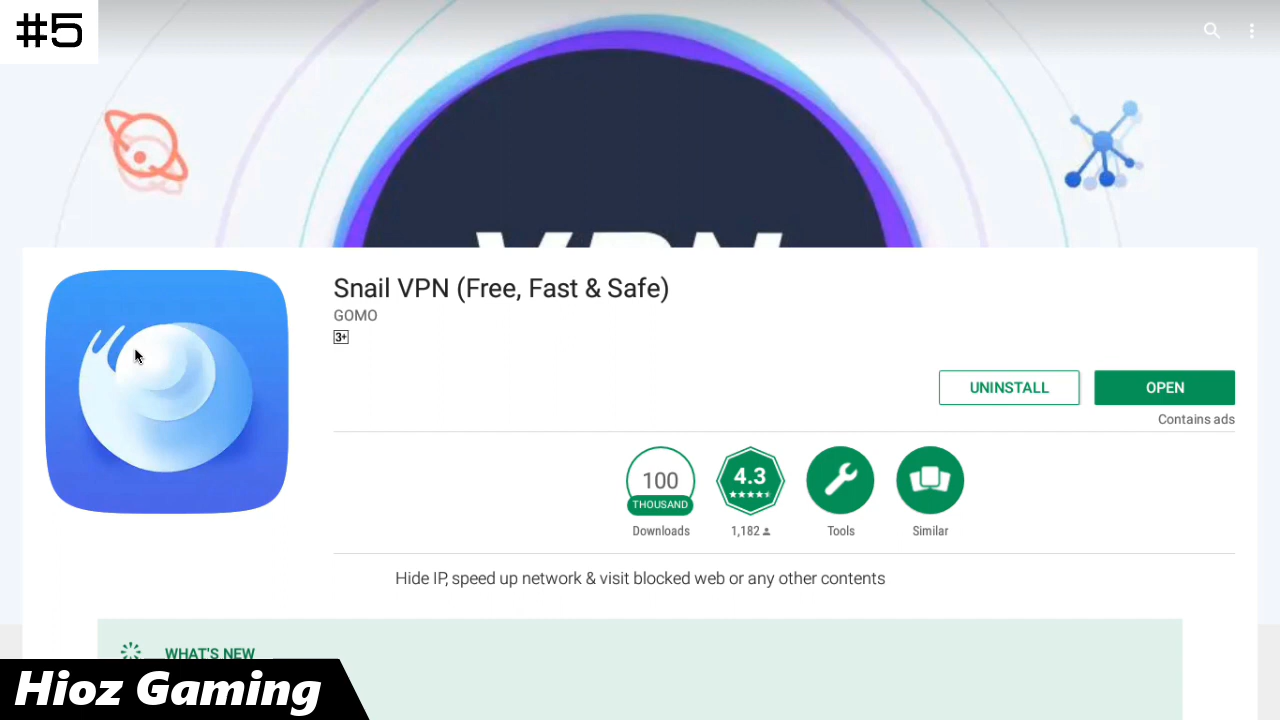 #5
VPN
Snail VPN (Free, Fast & Safe)
GOMO
3+
UNINSTALL
OPEN
Contains ads
100
THOUSAND
4.3
Downloads
1,182
Tools
Similar
Hide IP, speed up network & visit blocked web or any other contents
WHAT'S NEW
Hioz Gaming